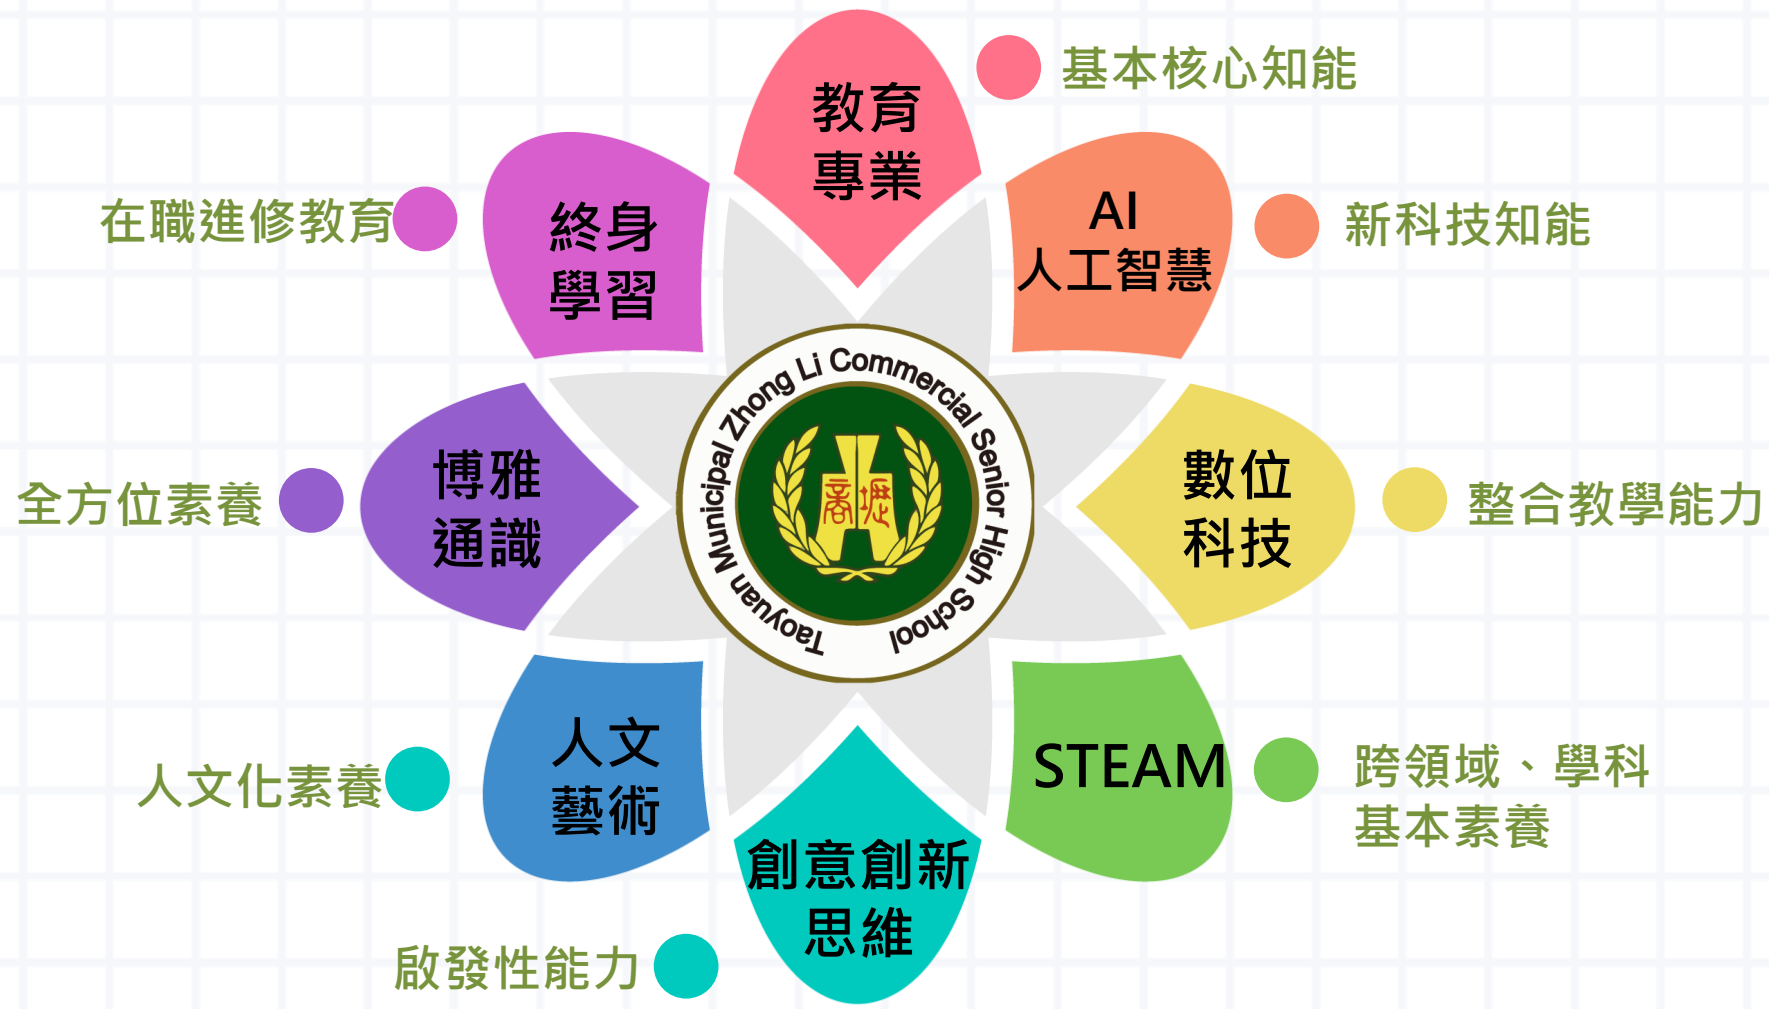 教育
專業
基本核心知能
AI
人工智慧
新科技知能
數位
科技
整合教學能力
STEAM
跨領域、學科
基本素養
創意創新
思維
啟發性能力
人文
藝術
人文化素養
博雅
通識
全方位素養
終身
學習
在職進修教育
Taoyuan Municipal Zhong Li Commercial Senior High School
商壢